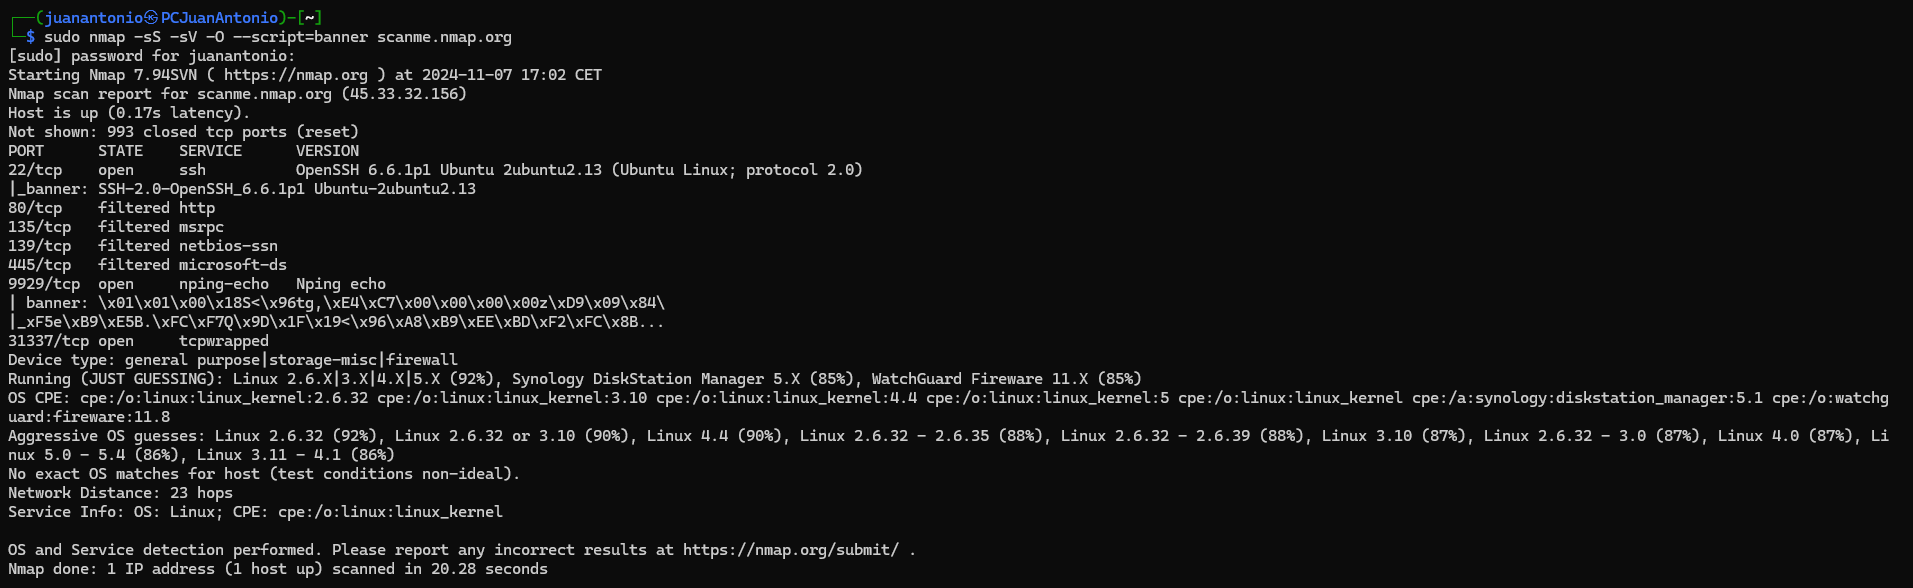 ┌──(juanantonio㉿PCJuanAntonio)-[~]
└─$ sudo nmap -sS -sV -O --script=banner scanme.nmap.org
[sudo] password for juanantonio:
Starting Nmap 7.94SVN ( https://nmap.org ) at 2024-11-07 17:02 CET
Nmap scan report for scanme.nmap.org (45.33.32.156)
Host is up (0.17s latency).
Not shown: 993 closed tcp ports (reset)
PORT      STATE    SERVICE      VERSION
22/tcp    open     ssh          OpenSSH 6.6.1p1 Ubuntu 2ubuntu2.13 (Ubuntu Linux; protocol 2.0)
|_banner: SSH-2.0-OpenSSH_6.6.1p1 Ubuntu-2ubuntu2.13
80/tcp    filtered http
135/tcp   filtered msrpc
139/tcp   filtered netbios-ssn
445/tcp   filtered microsoft-ds
9929/tcp  open     nping-echo   Nping echo
| banner: \x01\x01\x00\x18S<\x96tg,\xE4\xC7\x00\x00\x00\x00z\xD9\x09\x84\
|_xF5e\xB9\xE5B.\xFC\xF7Q\x9D\x1F\x19<\x96\xA8\xB9\xEE\xBD\xF2\xFC\x8B...
31337/tcp open     tcpwrapped
Device type: general purpose|storage-misc|firewall
Running (JUST GUESSING): Linux 2.6.X|3.X|4.X|5.X (92%), Synology DiskStation Manager 5.X (85%), WatchGuard Fireware 11.X (85%)
OS CPE: cpe:/o:linux:linux_kernel:2.6.32 cpe:/o:linux:linux_kernel:3.10 cpe:/o:linux:linux_kernel:4.4 cpe:/o:linux:linux_kernel:5 cpe:/o:linux:linux_kernel cpe:/a:synology:diskstation_manager:5.1 cpe:/o:watchg
uard:fireware:11.8
Aggressive OS guesses: Linux 2.6.32 (92%), Linux 2.6.32 or 3.10 (90%), Linux 4.4 (90%), Linux 2.6.32 - 2.6.35 (88%), Linux 2.6.32 - 2.6.39 (88%), Linux 3.10 (87%), Linux 2.6.32 - 3.0 (87%), Linux 4.0 (87%), Li
nux 5.0 - 5.4 (86%), Linux 3.11 - 4.1 (86%)
No exact OS matches for host (test conditions non-ideal).
Network Distance: 23 hops
Service Info: OS: Linux; CPE: cpe:/o:linux:linux_kernel

OS and Service detection performed. Please report any incorrect results at https://nmap.org/submit/ .
Nmap done: 1 IP address (1 host up) scanned in 20.28 seconds